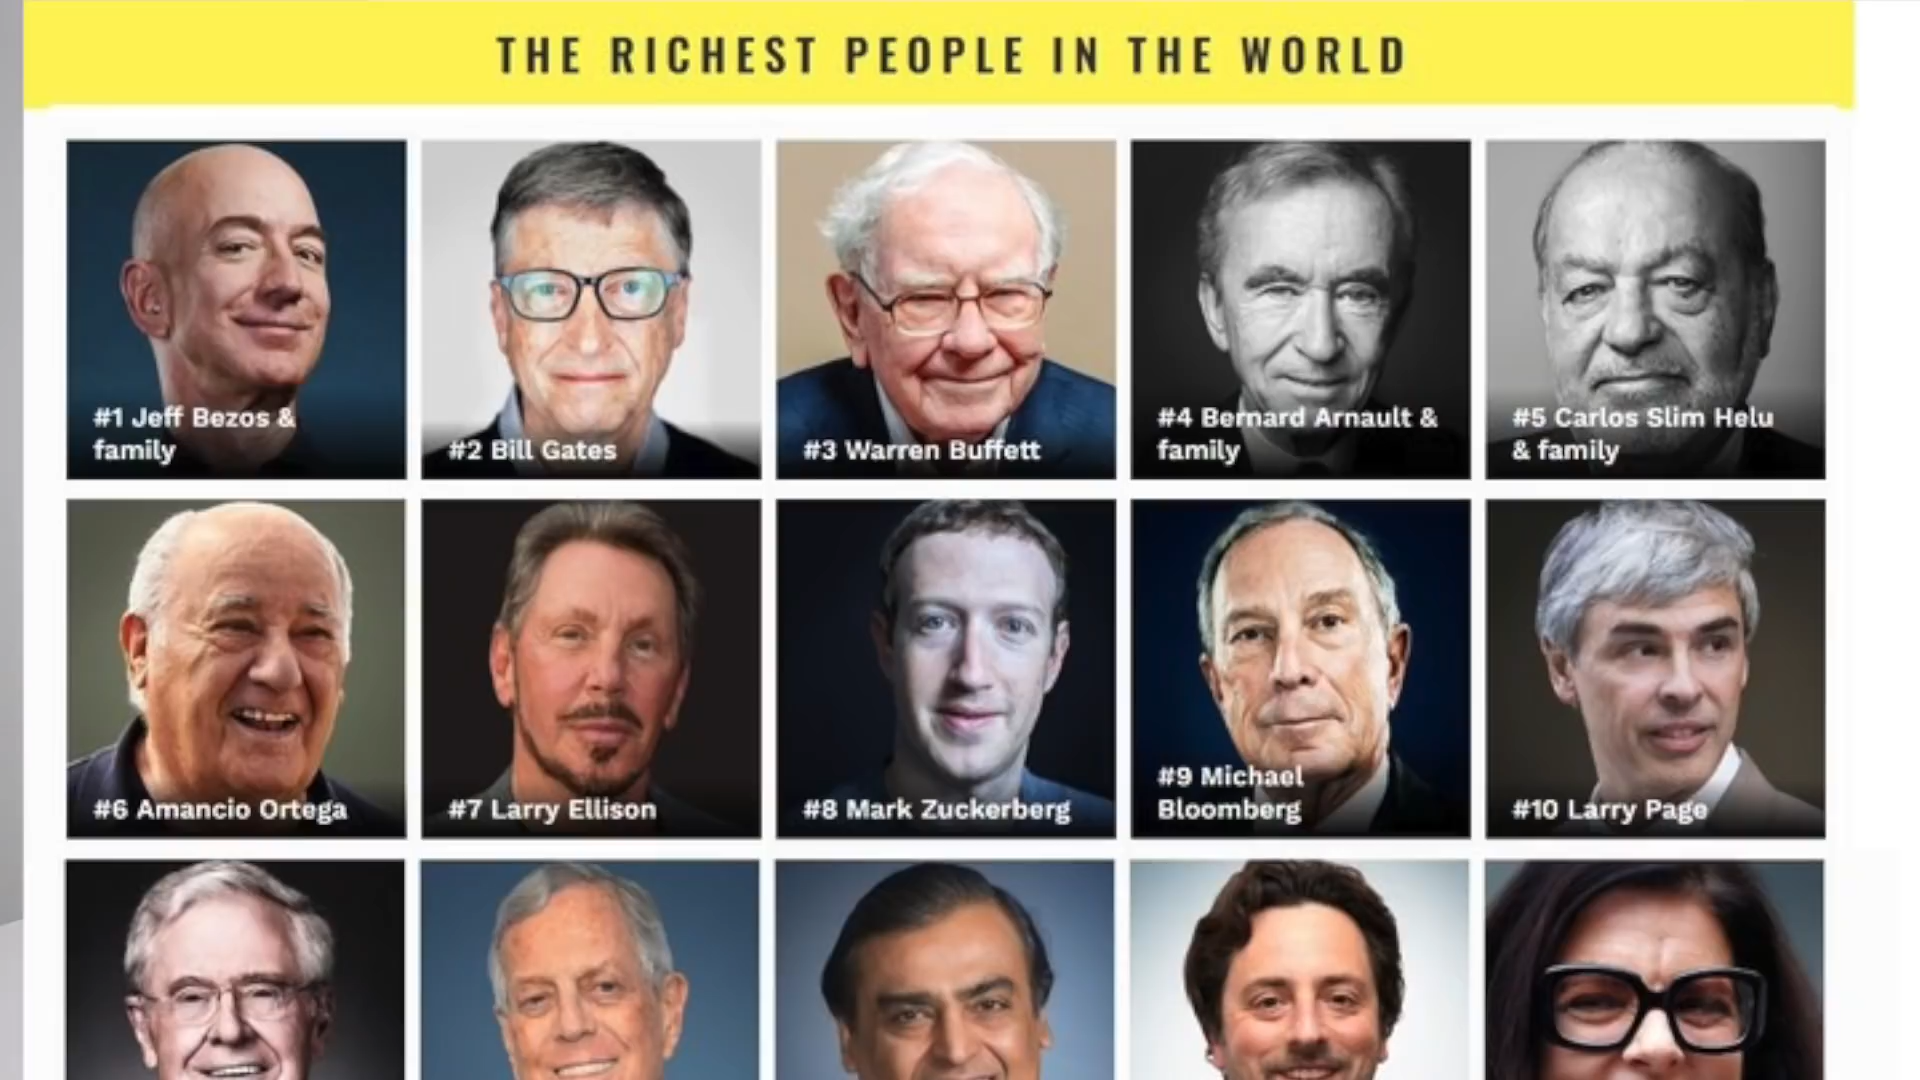 THE RICHEST PEOPLE IN THE WORLD
#1 Jeff Bezos &
family
#2 Bill Gates
#3 Warren Buffett
#4 Bernard Arnault &
family
#5 Carlos Slim Helu
& family
#6 Amancio Ortega
#7 Larry Ellison
#8 Mark Zuckerberg
#9 Michael
Bloomberg
#10 Larry Page